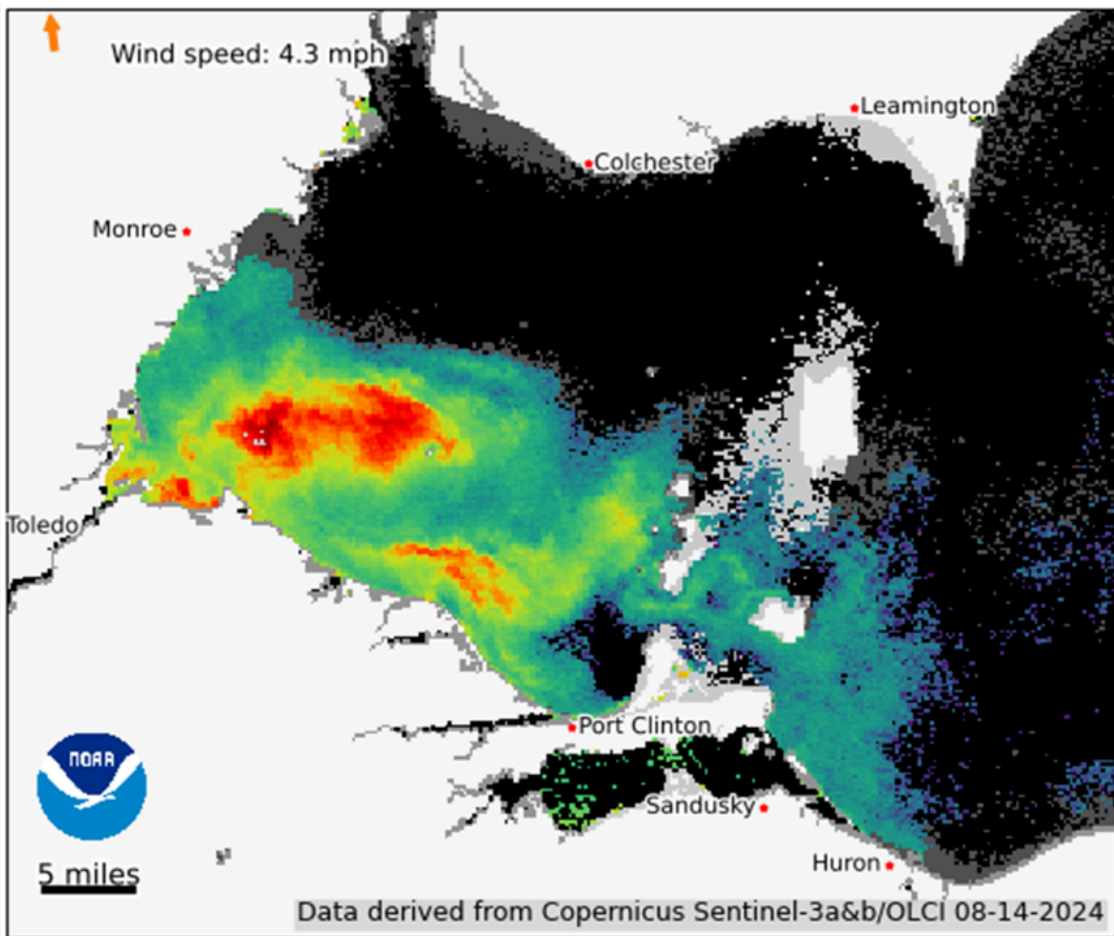 Wind speed: 4.3 mph
Leamington
Colchester
Monroe
Toledo
Port Clinton
NOAA
Sandusky
Huron
5 miles
Data derived from Copernicus Sentinel-3a&b/OLCI 08-14-2024